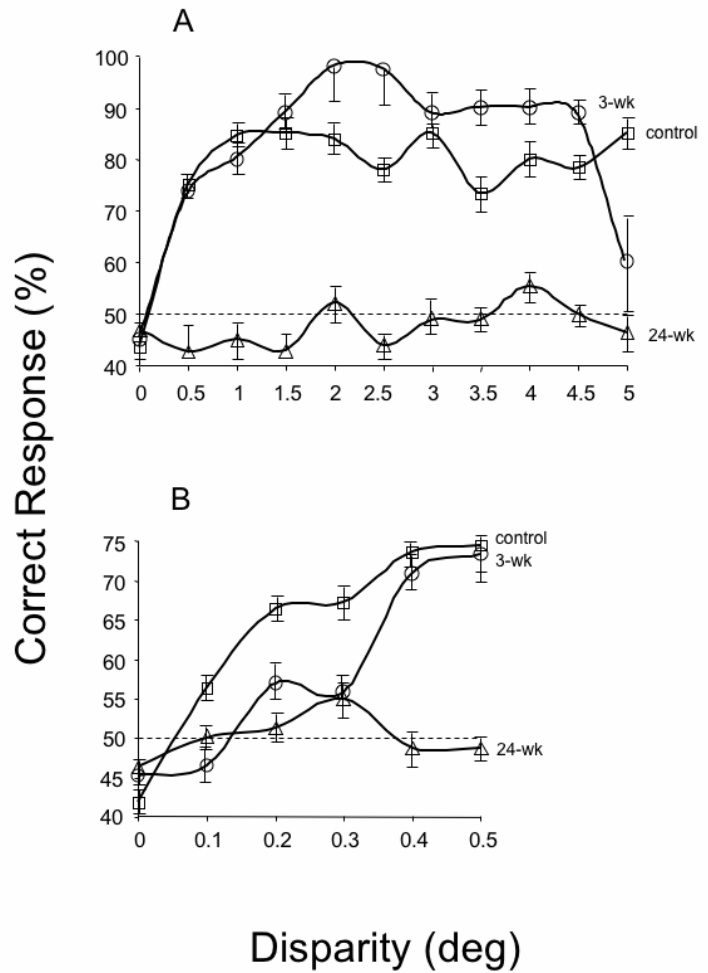 A
100
90
80
70
60
50
40
0 0.5 1 1.5 2 2.5 3 3.5 4 4.5 5
3-wk
control
24-wk
Correct Response (%)
B
75
70
65
60
55
50
45
40
0 0.1 0.2 0.3 0.4 0.5
control
3-wk
24-wk
Disparity (deg)